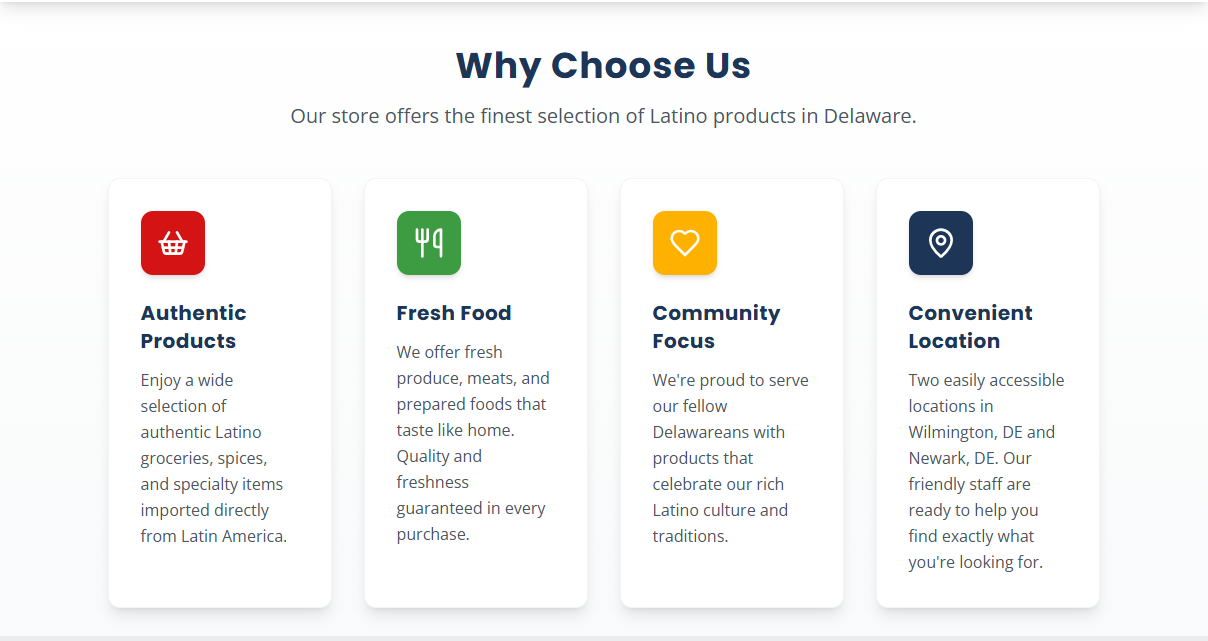 Why Choose Us
Our store offers the finest selection of Latino products in Delaware.
Authentic
Products
Enjoy a wide
selection of
authentic Latino
groceries, spices,
and specialty items
imported directly
from Latin America.
Fresh Food
We offer fresh
produce, meats, and
prepared foods that
taste like home.
Quality and
freshness
guaranteed in every
purchase.
Community
Focus
We're proud to serve
our fellow
Delawareans with
products that
celebrate our rich
Latino culture and
traditions.
Convenient
Location
Two easily accessible
locations in
Wilmington, DE and
Newark, DE. Our
friendly staff are
ready to help you
find exactly what
you're looking for.